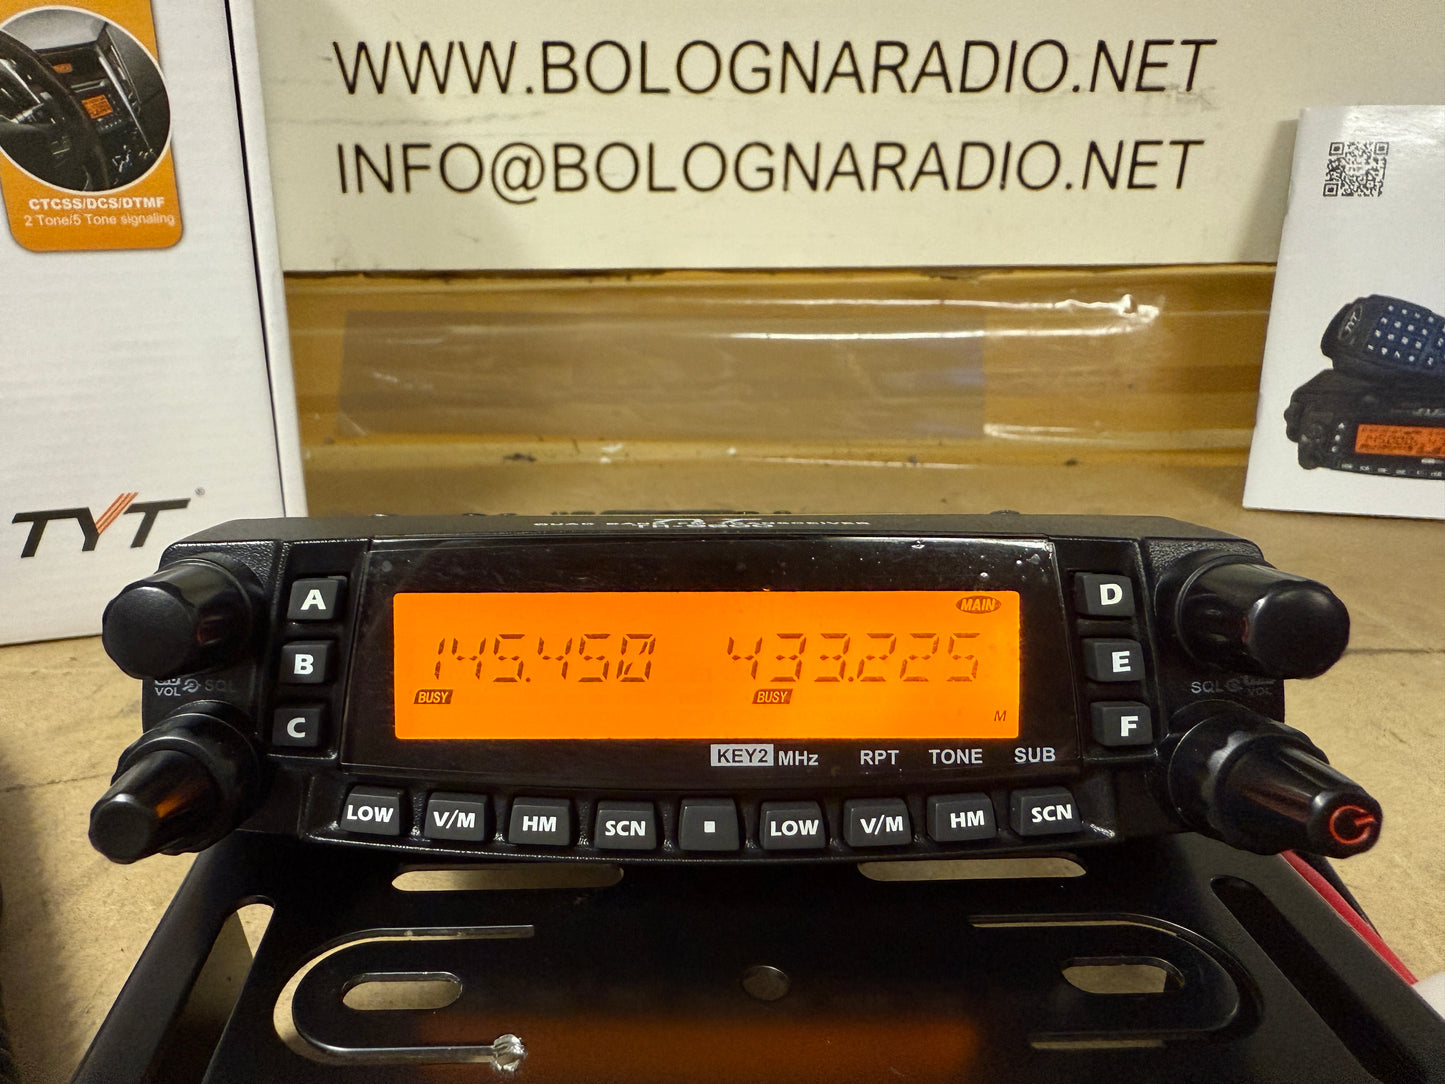 WWW.BOLOGNARADIO.NET
INFO@BOLOGNARADIO.NET
CTCSS/DCS/DTMF
2 Tone/5 Tone signaling
TYT
TYT
A
B
C
VOL
SQL
145.450
BUSY
MAIN
433.225
BUSY
M
D
E
F
SQL
VOL
KEY2 MHz RPT TONE SUB
LOW V/M HM SCN LOW V/M HM SCN